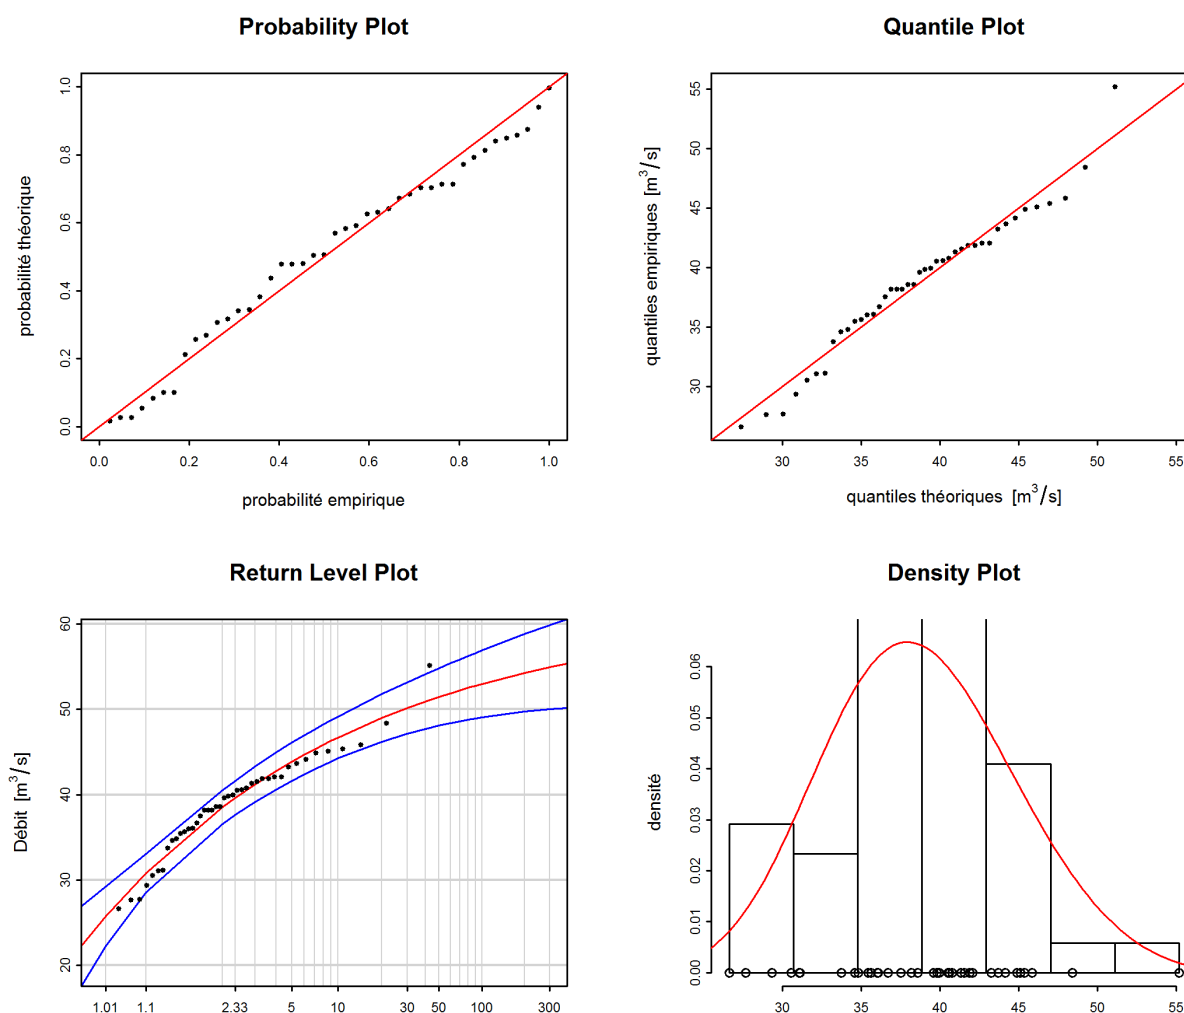 Probability Plot
probabilité théorique
0.0 0.2 0.4 0.6 0.8 1.0
0.0 0.2 0.4 0.6 0.8 1.0
probabilité empirique
Quantile Plot
quantiles empiriques [m³/s]
30 35 40 45 50 55
30 35 40 45 50 55
quantiles théoriques [m³/s]
Return Level Plot
Débit [m³/s]
20 30 40 50 60
1.01 1.1 2.33 5 10 30 50 100 300
Density Plot
densité
0.00 0.01 0.02 0.03 0.04 0.05 0.06
30 35 40 45 50 55